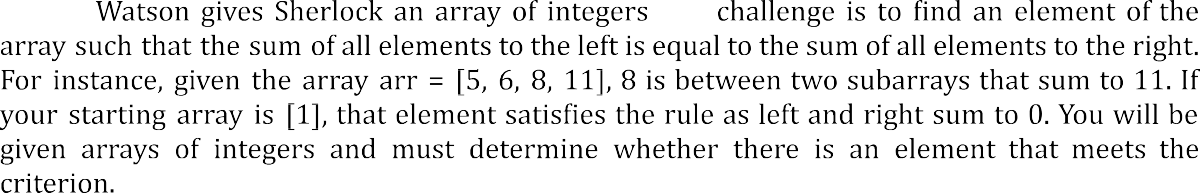 Watson gives Sherlock an array of integers challenge is to find an element of the
array such that the sum of all elements to the left is equal to the sum of all elements to the right.
For instance, given the array arr = [5, 6, 8, 11], 8 is between two subarrays that sum to 11. If
your starting array is [1], that element satisfies the rule as left and right sum to 0. You will be
given arrays of integers and must determine whether there is an element that meets the
criterion.